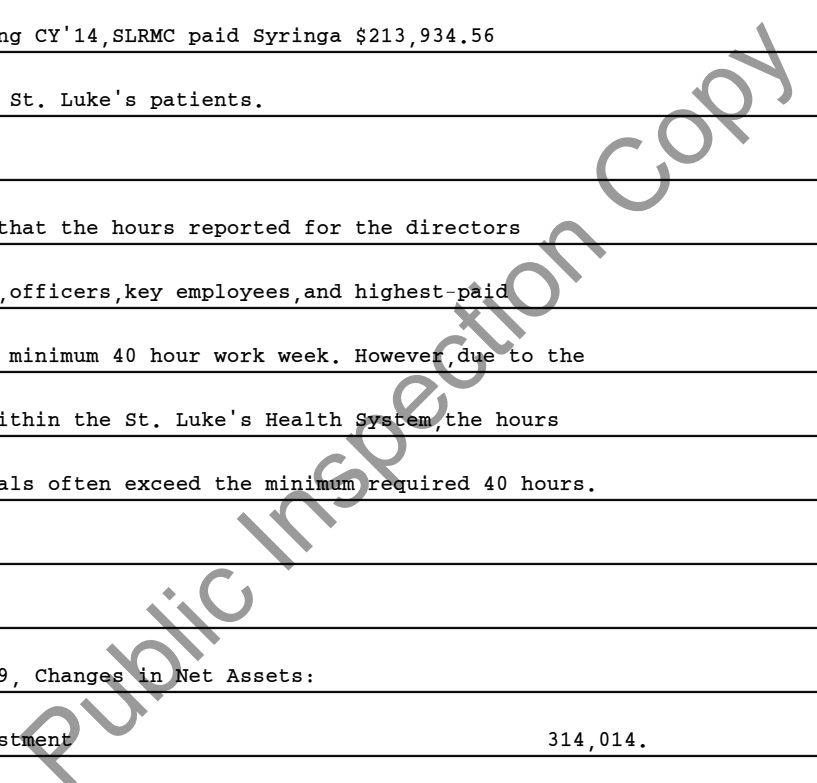 ng CY'14,SLRMC paid Syringa $213,934.56
St. Luke's patients.
that the hours reported for the directors
,officers,key employees,and highest-paid
minimum 40 hour work week. However,due to the
ithin the St. Luke's Health System,the hours
als often exceed the minimum required 40 hours.
9, Changes in Net Assets:
stment 314,014.
Public Inspection Copy